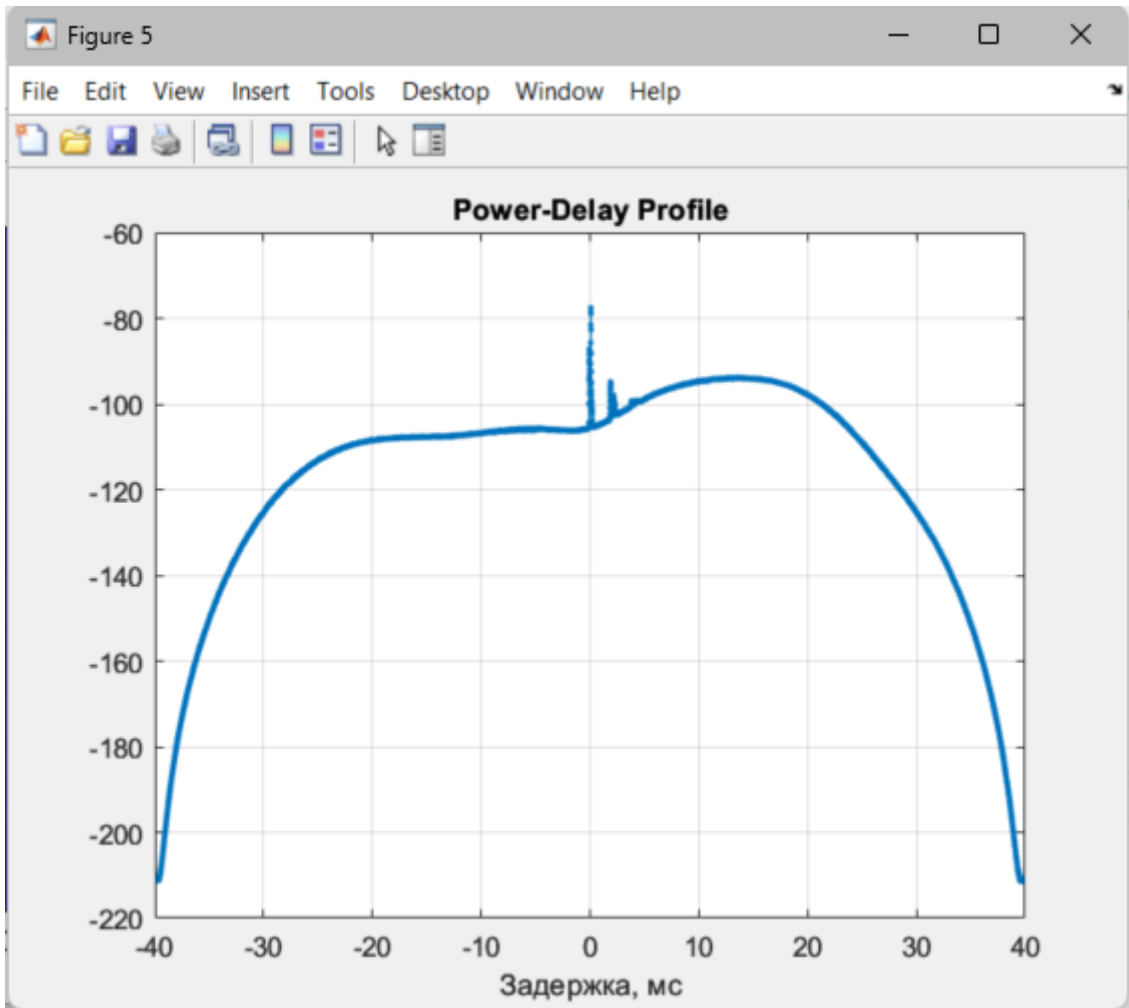 Figure 5
File Edit View Insert Tools Desktop Window Help
Power-Delay Profile
-60
-80
-100
-120
-140
-160
-180
-200
-220
-40 -30 -20 -10 0 10 20 30 40
Задержка, мс